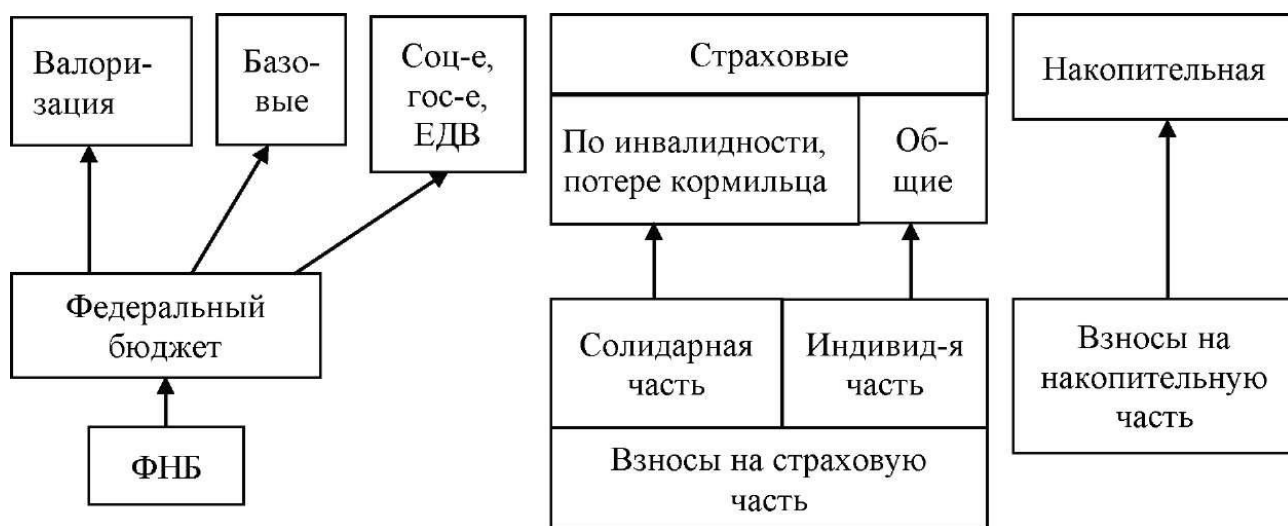 Валори-
зация
Базо-
вые
Соц-е,
гос-е,
ЕДВ
Страховые
По инвалидности,
потере кормильца
Об-
щие
Накопительная
Федеральный
бюджет
ФНБ
Солидарная
часть
Индивид-я
часть
Взносы на страховую
часть
Взносы на
накопительную
часть